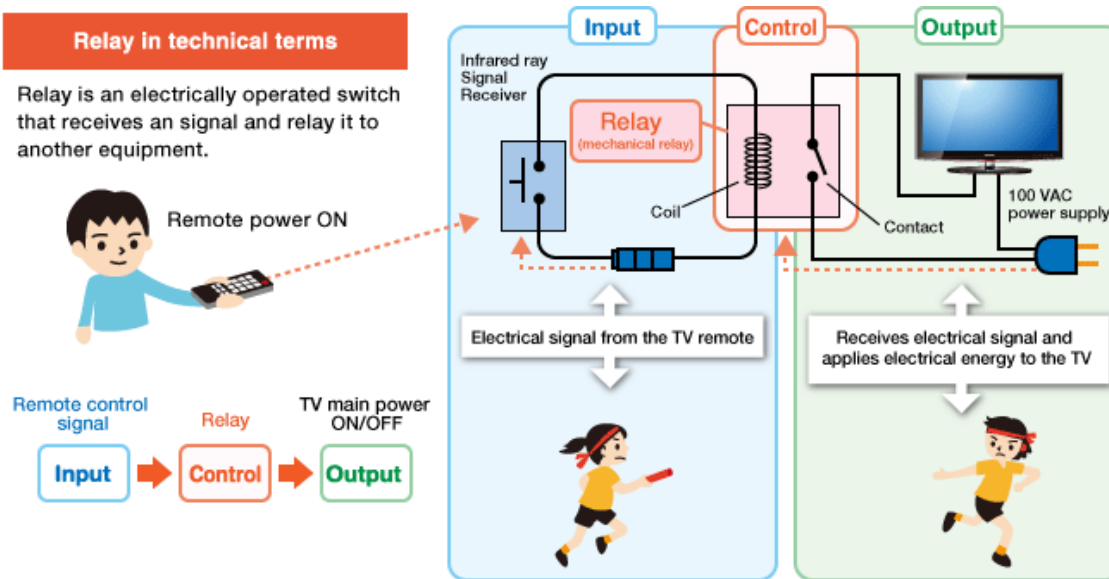 Relay in technical terms
Relay is an electrically operated switch
that receives an signal and relay it to
another equipment.
Remote power ON
Remote control
signal
Relay
TV main power
ON/OFF
Input
Control
Output
Input
Control
Output
Infrared ray
Signal
Receiver
Relay
(mechanical relay)
Coil
Contact
100 VAC
power supply
Electrical signal from the TV remote
Receives electrical signal and
applies electrical energy to the TV